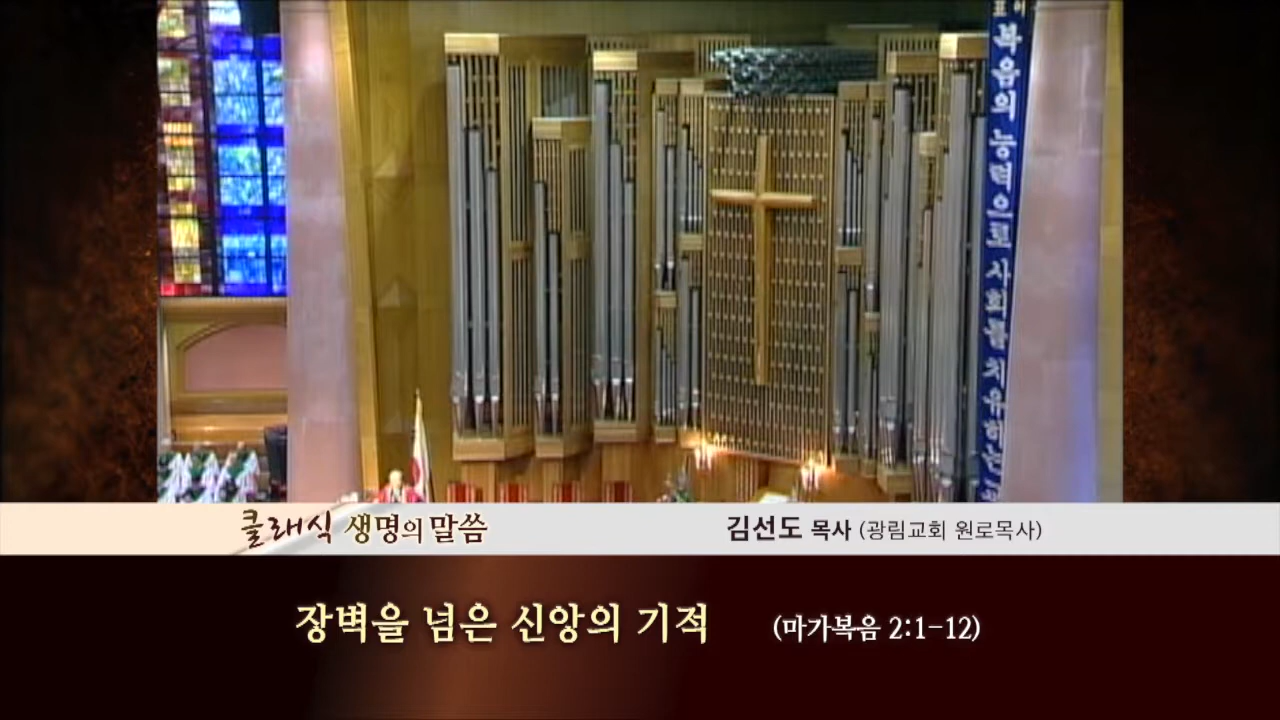 복음의 능력으로 사회를 치유하는
클래식 생명의 말씀
김선도 목사 (광림교회 원로목사)
장벽을 넘은 신앙의 기적 (마가복음 2:1-12)